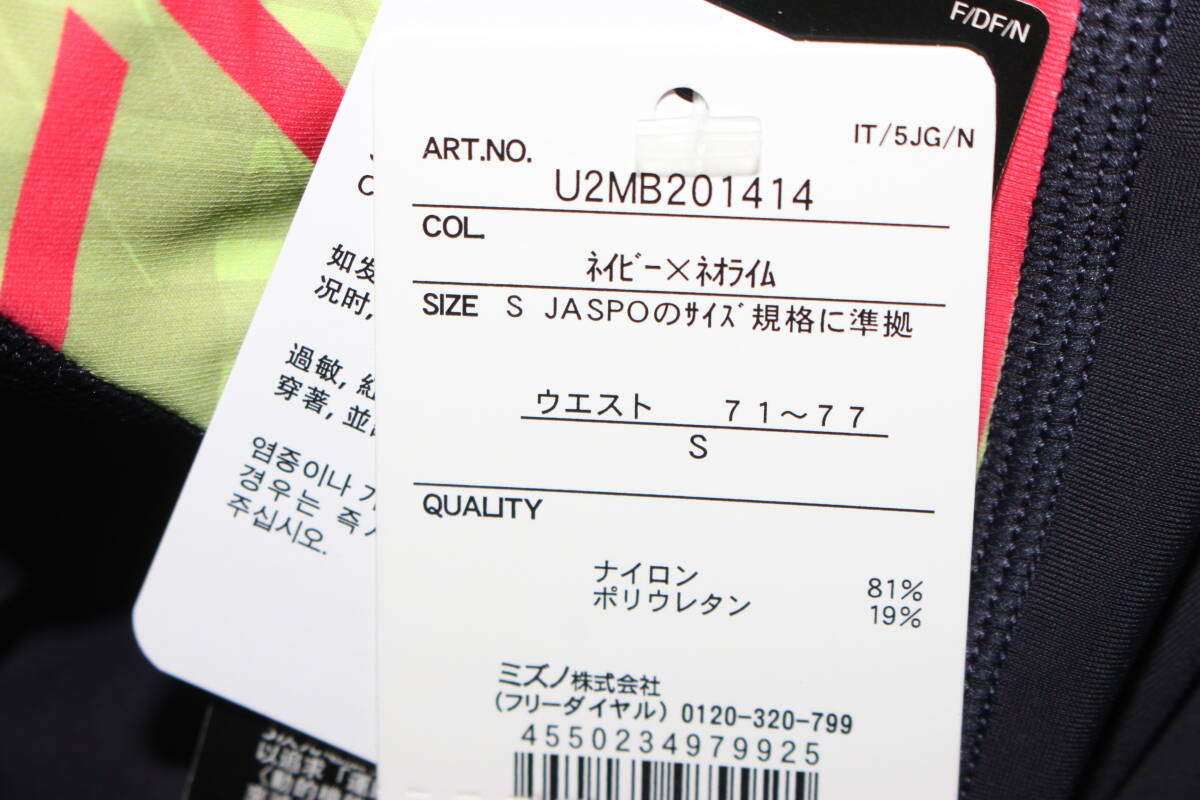 F/DF/N
IT/5JG/N
ART.NO.
U2MB201414
COL.
ﾈｲﾋﾞｰ×ﾈｵﾗｲﾑ
SIZE S JASPOのｻｲｽﾞ規格に準拠
ウエスト 71〜77
S
QUALITY
ナイロン 81%
ポリウレタン 19%
ミズノ株式会社
(フリーダイヤル) 0120-320-799
4550234979925
如发
况时,
過敏, 紅
穿著, 並
염증이나
경우는 즉
주십시오.